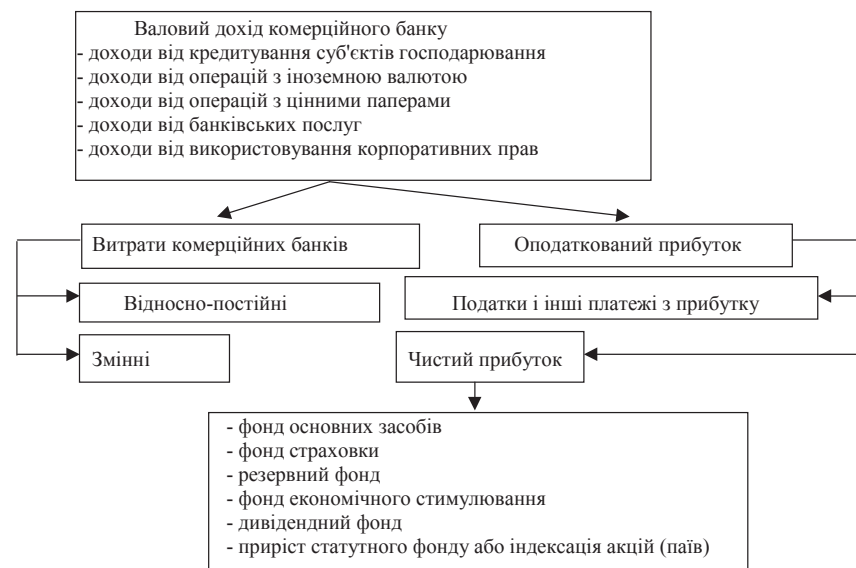 Валовий дохід комерційного банку
- доходи від кредитування суб'єктів господарювання
- доходи від операцій з іноземною валютою
- доходи від операцій з цінними паперами
- доходи від банківських послуг
- доходи від використовування корпоративних прав
Витрати комерційних банків
Оподаткований прибуток
Відносно-постійні
Податки і інші платежі з прибутку
Змінні
Чистий прибуток
- фонд основних засобів
- фонд страховки
- резервний фонд
- фонд економічного стимулювання
- дивідендний фонд
- приріст статутного фонду або індексація акцій (паїв)